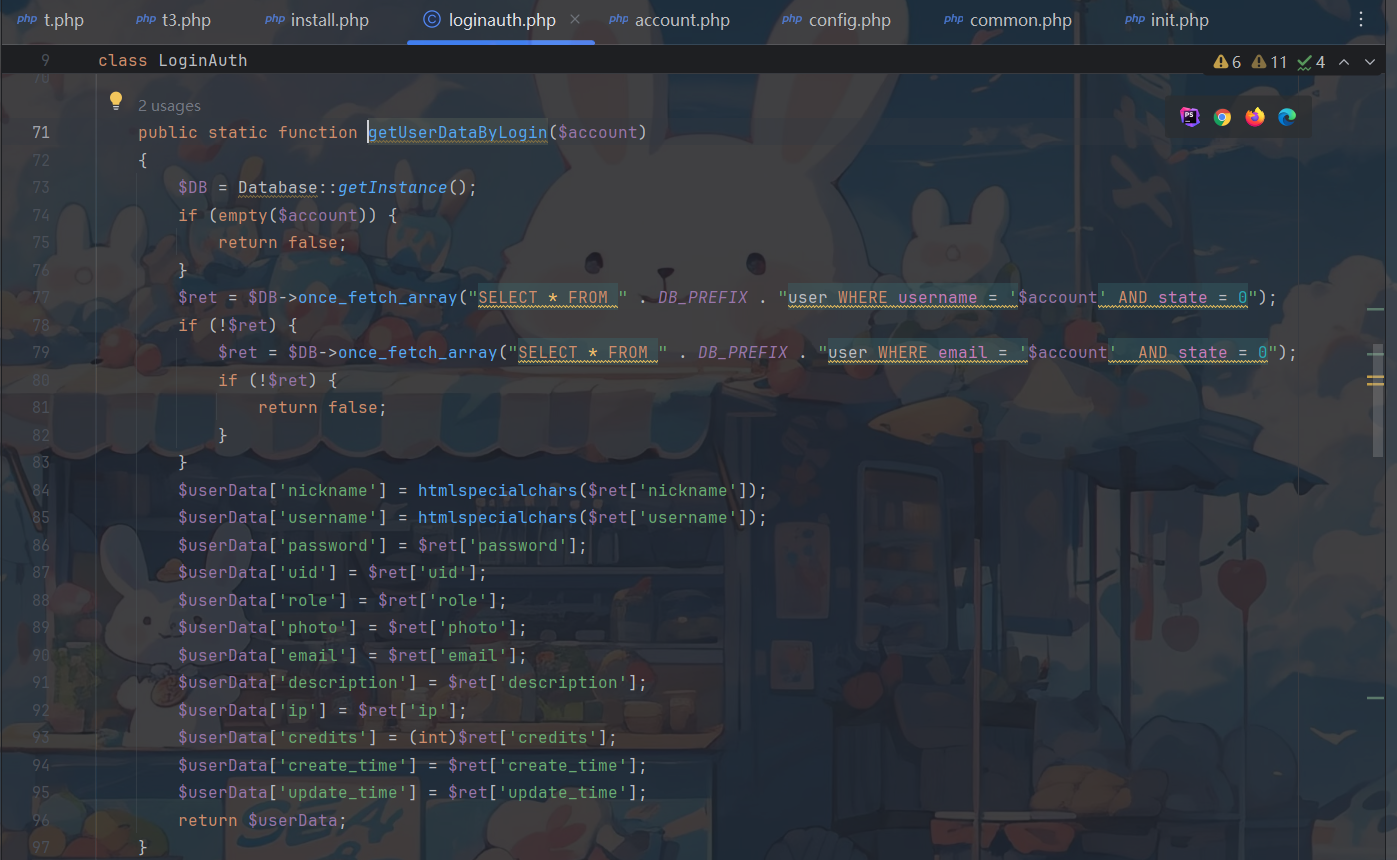 php t.php php t3.php php install.php C loginauth.php × php account.php php config.php php common.php php init.php
9 class LoginAuth 6 11 4
70
2 usages
71 public static function getUserDataByLogin($account)
72 {
73 $DB = Database::getInstance();
74 if (empty($account)) {
75 return false;
76 }
77 $ret = $DB->once_fetch_array("SELECT * FROM " . DB_PREFIX . "user WHERE username = '$account' AND state = 0");
78 if (!$ret) {
79 $ret = $DB->once_fetch_array("SELECT * FROM " . DB_PREFIX . "user WHERE email = '$account'  AND state = 0");
80 if (!$ret) {
81 return false;
82 }
83 }
84 $userData['nickname'] = htmlspecialchars($ret['nickname']);
85 $userData['username'] = htmlspecialchars($ret['username']);
86 $userData['password'] = $ret['password'];
87 $userData['uid'] = $ret['uid'];
88 $userData['role'] = $ret['role'];
89 $userData['photo'] = $ret['photo'];
90 $userData['email'] = $ret['email'];
91 $userData['description'] = $ret['description'];
92 $userData['ip'] = $ret['ip'];
93 $userData['credits'] = (int)$ret['credits'];
94 $userData['create_time'] = $ret['create_time'];
95 $userData['update_time'] = $ret['update_time'];
96 return $userData;
97 }